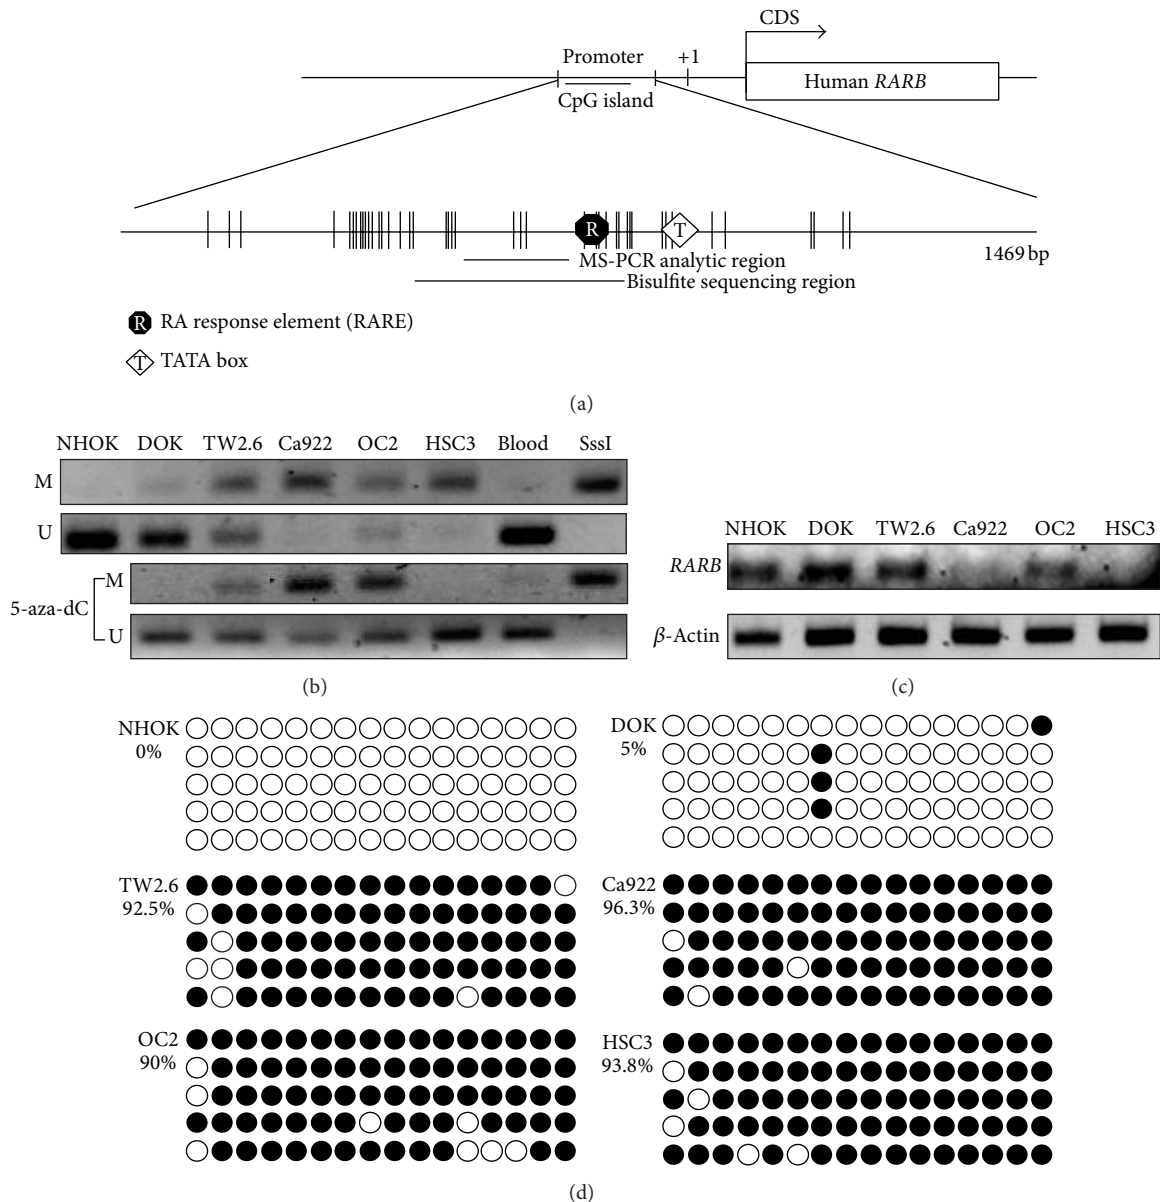 CDS
Promoter
+1
Human RARB
CpG island
R
T
1469 bp
MS-PCR analytic region
Bisulfite sequencing region
R RA response element (RARE)
T TATA box
(a)
NHOK DOK TW2.6 Ca922 OC2 HSC3 Blood SssI
M
U
5-aza-dC
M
U
(b)
NHOK DOK TW2.6 Ca922 OC2 HSC3
RARB
β-Actin
(c)
NHOK
0%
DOK
5%
TW2.6
92.5%
Ca922
96.3%
OC2
90%
HSC3
93.8%
(d)